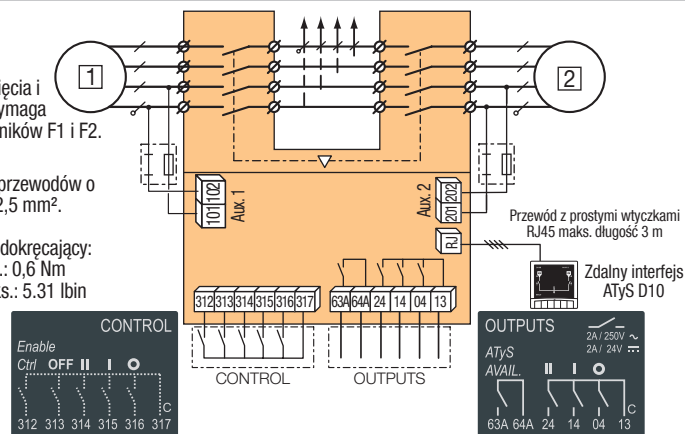 1
2
ięcia i
ymaga
ników F1 i F2.
przewodów o
2,5 mm².
dokręcający:
.: 0,6 Nm
ks.: 5.31 lbin
101 102
Aux. 1
Aux. 2
201 202
RJ
Przewód z prostymi wtyczkami
RJ45 maks. długość 3 m
Zdalny interfejs
ATyS D10
312 313 314 315 316 317
63A 64A 24 14 04 13
CONTROL
OUTPUTS
CONTROL
Enable
Ctrl OFF II I O
C
312 313 314 315 316 317
OUTPUTS
2A / 250V ~
2A / 24V ⎓
ATyS
AVAIL. II I O
C
63A 64A 24 14 04 13